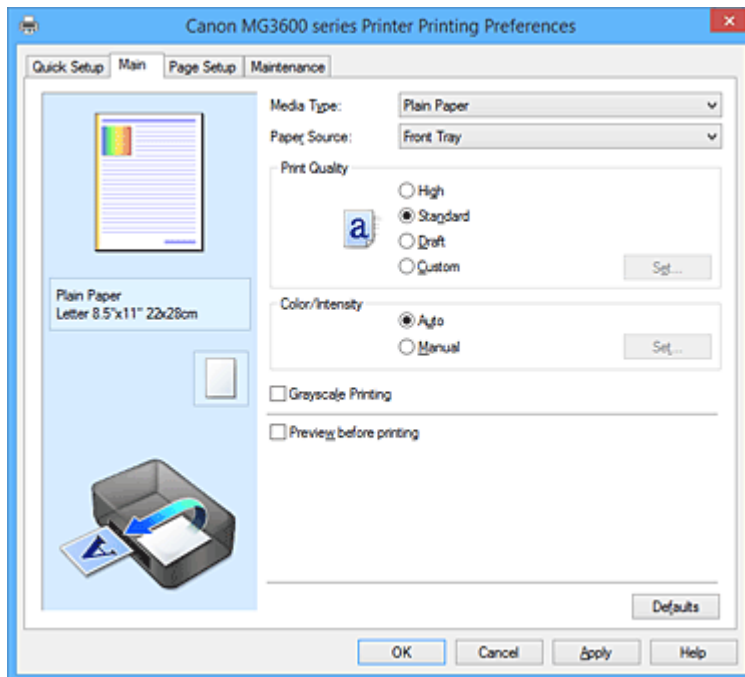 Canon MG3600 series Printer Printing Preferences
Quick Setup Main Page Setup Maintenance
Media Type: Plain Paper
Paper Source: Front Tray
Print Quality
High
Standard
Draft
Custom Set...
Plain Paper
Letter 8.5"x11" 22x28cm
Color/Intensity
Auto
Manual Set...
Grayscale Printing
Preview before printing
a
A
Defaults
OK Cancel Apply Help